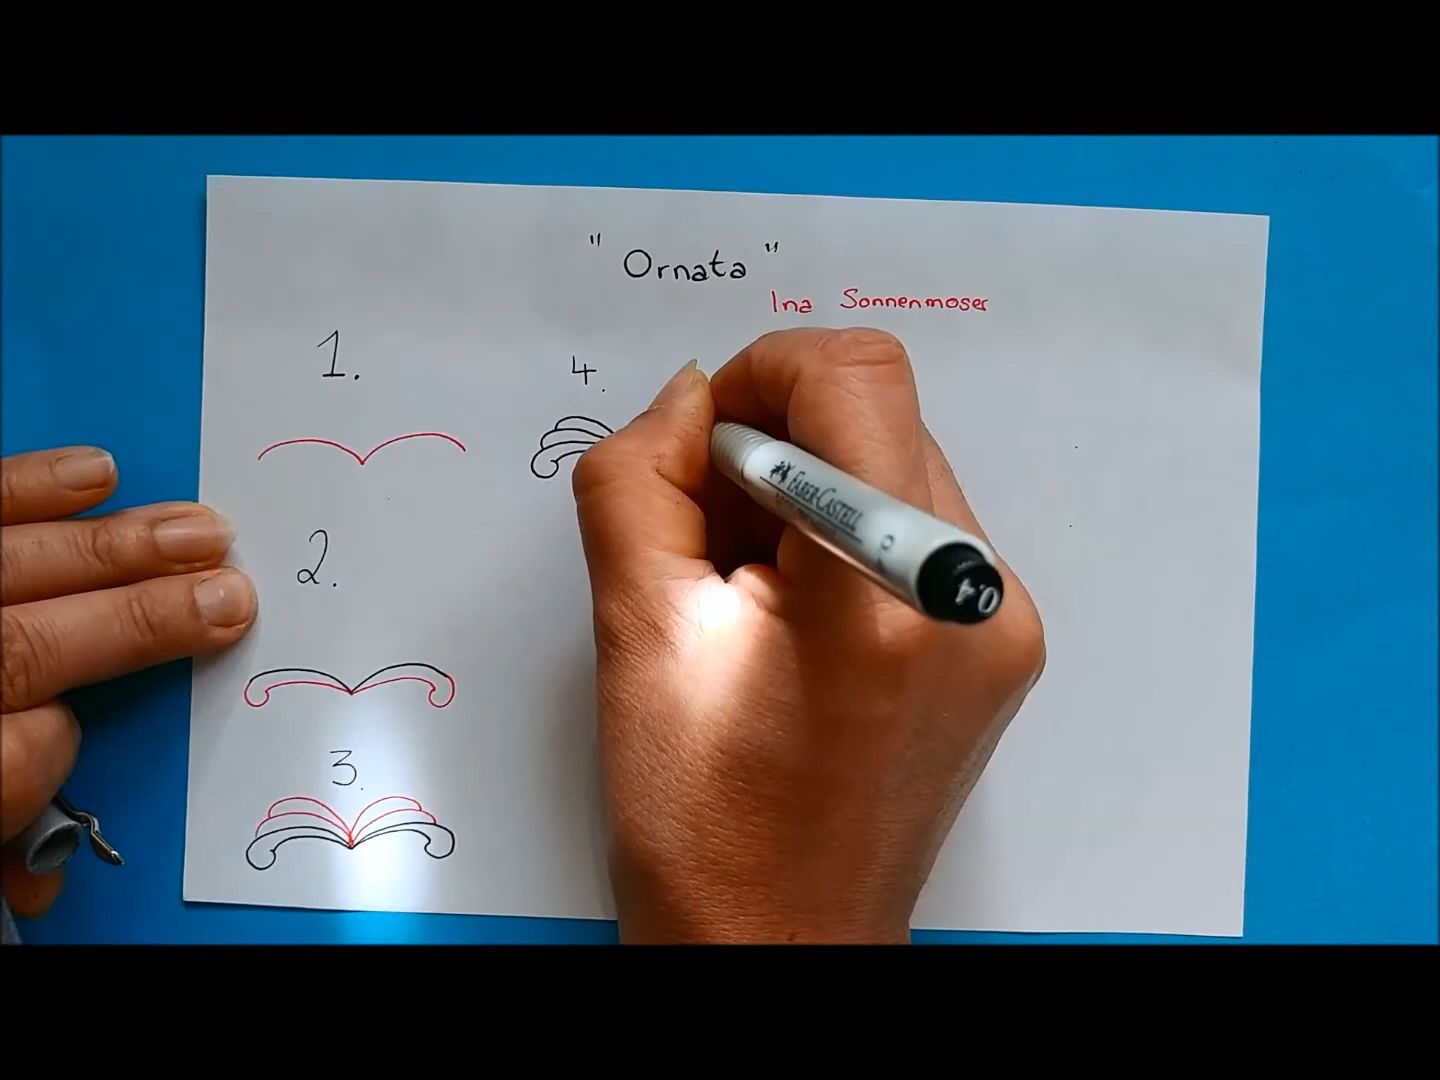 " Ornata "
Ina Sonnenmoser
1.
2.
3.
4.
FABER-CASTELL
0.4